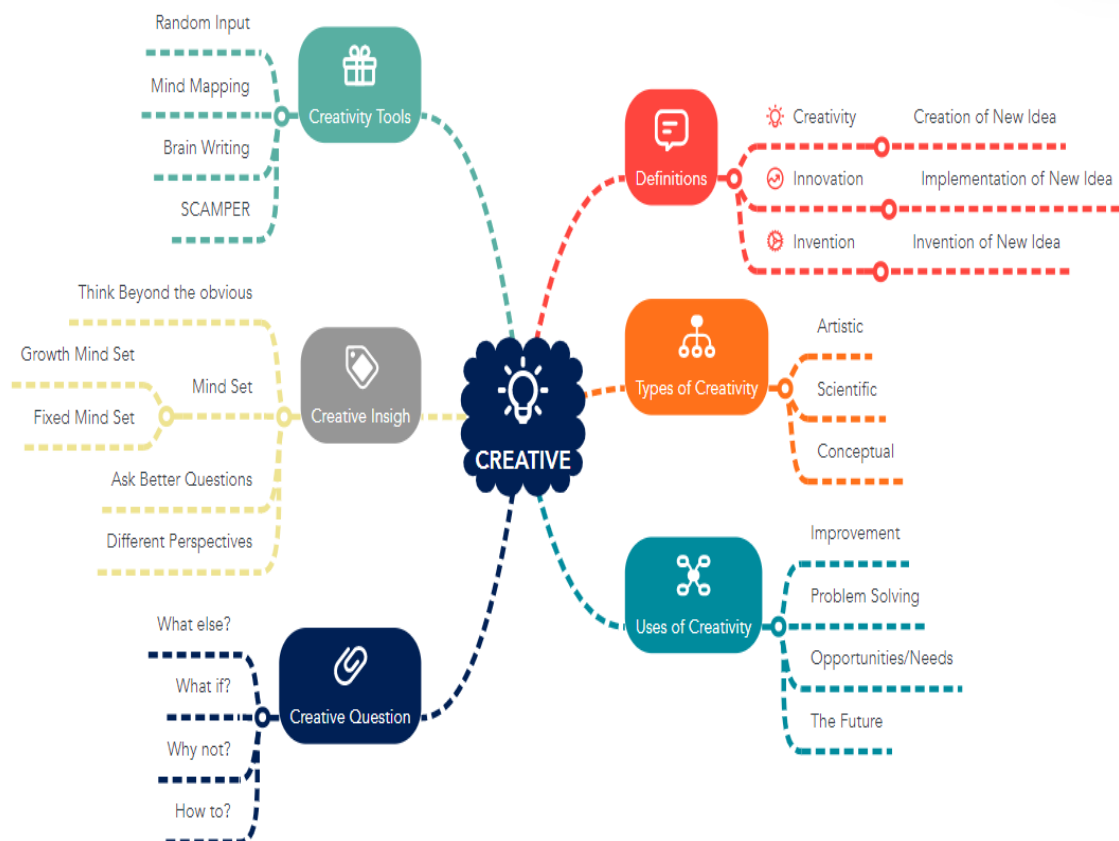 Random Input
Mind Mapping
Brain Writing
SCAMPER
Creativity Tools
Think Beyond the obvious
Growth Mind Set
Fixed Mind Set
Mind Set
Ask Better Questions
Different Perspectives
Creative Insigh
What else?
What if?
Why not?
How to?
Creative Question
CREATIVE
Definitions
Creativity
Creation of New Idea
Innovation
Implementation of New Idea
Invention
Invention of New Idea
Types of Creativity
Artistic
Scientific
Conceptual
Uses of Creativity
Improvement
Problem Solving
Opportunities/Needs
The Future